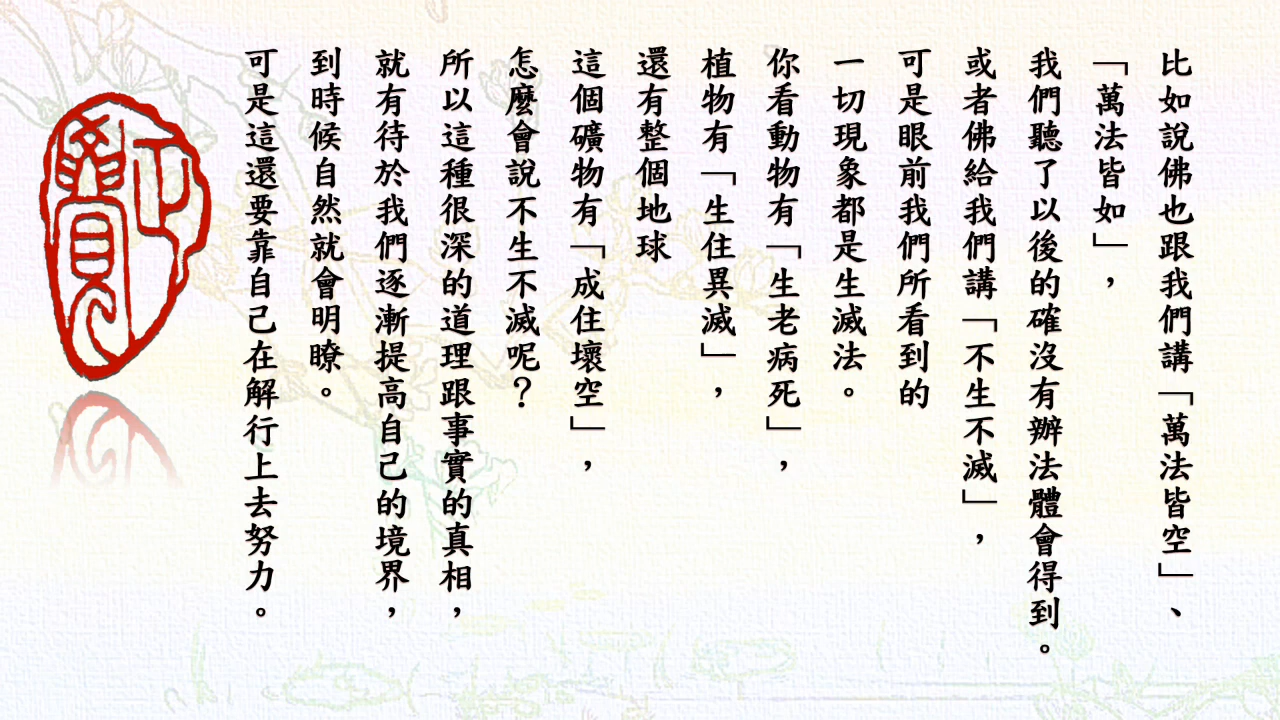 比如說佛也跟我們講「萬法皆空」、
「萬法皆如」，
我們聽了以後的確沒有辦法體會得到。
或者佛給我們講「不生不滅」，
可是眼前我們所看到的
一切現象都是生滅法。
你看動物有「生老病死」，
植物有「生住異滅」，
還有整個地球
這個礦物有「成住壞空」，
怎麼會說不生不滅呢？
所以這種很深的道理跟事實的真相，
就有待於我們逐漸提高自己的境界，
到時候自然就會明瞭。
可是這還要靠自己在解行上去努力。